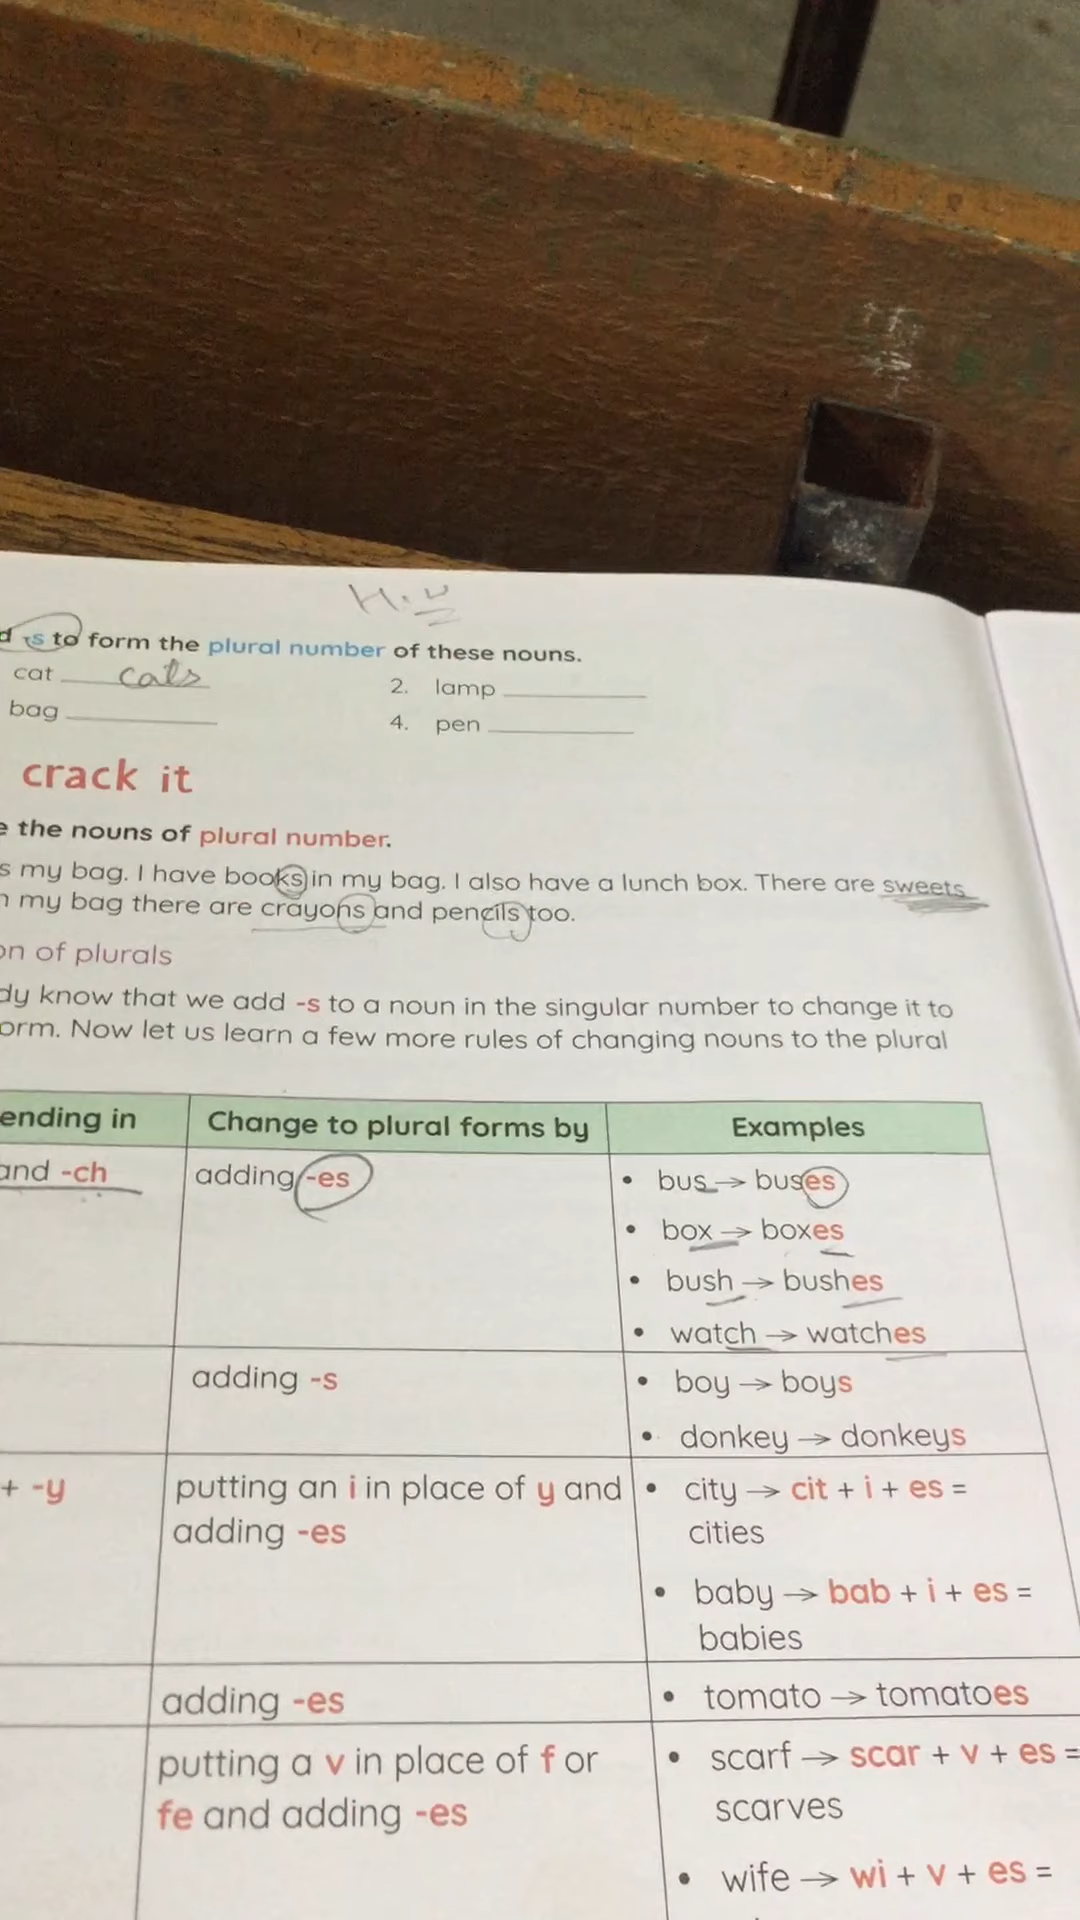 H.W
s to form the plural number of these nouns.
cat cats
2. lamp
bag
4. pen
crack it
the nouns of plural number.
s my bag. I have books in my bag. I also have a lunch box. There are sweets
my bag there are crayons and pencils too.
on of plurals
dy know that we add -s to a noun in the singular number to change it to
orm. Now let us learn a few more rules of changing nouns to the plural
ending in Change to plural forms by Examples
and -ch adding -es • bus → buses
• box → boxes
• bush → bushes
• watch → watches
adding -s • boy → boys
• donkey → donkeys
+ -y putting an i in place of y and • city → cit + i + es =
adding -es cities
• baby → bab + i + es =
babies
adding -es • tomato → tomatoes
putting a v in place of f or • scarf → scar + v + es =
fe and adding -es scarves
• wife → wi + v + es =